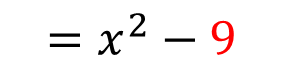 = x² − 9